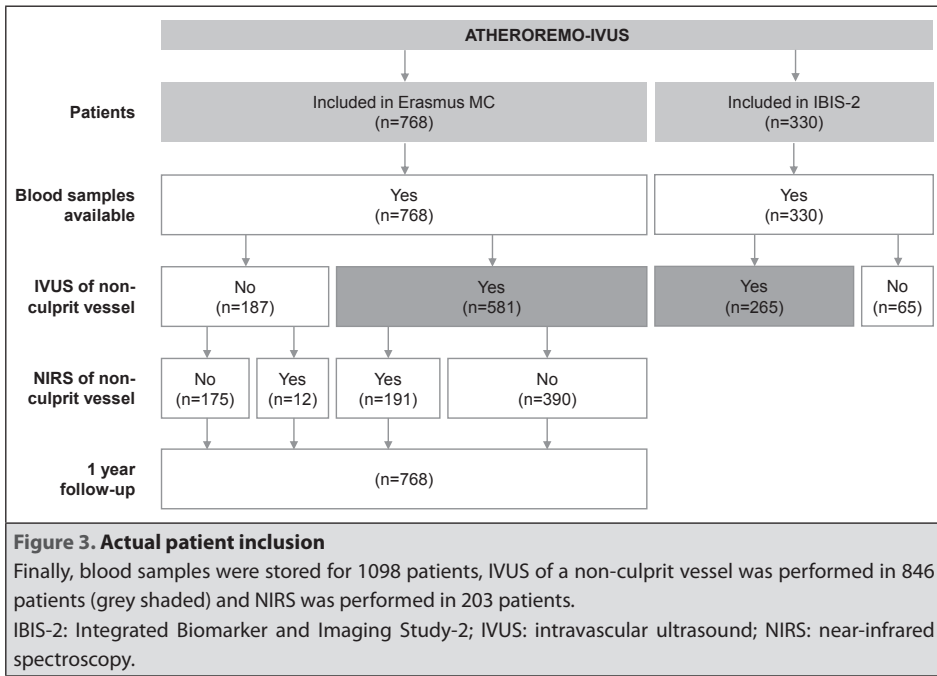 ATHEROREMO-IVUS
Patients
Included in Erasmus MC
(n=768)
Included in IBIS-2
(n=330)
Blood samples
available
Yes
(n=768)
Yes
(n=330)
IVUS of non-
culprit vessel
No
(n=187)
Yes
(n=581)
Yes
(n=265)
No
(n=65)
NIRS of non-
culprit vessel
No
(n=175)
Yes
(n=12)
Yes
(n=191)
No
(n=390)
1 year
follow-up
(n=768)
Figure 3. Actual patient inclusion
Finally, blood samples were stored for 1098 patients, IVUS of a non-culprit vessel was performed in 846
patients (grey shaded) and NIRS was performed in 203 patients.
IBIS-2: Integrated Biomarker and Imaging Study-2; IVUS: intravascular ultrasound; NIRS: near-infrared
spectroscopy.